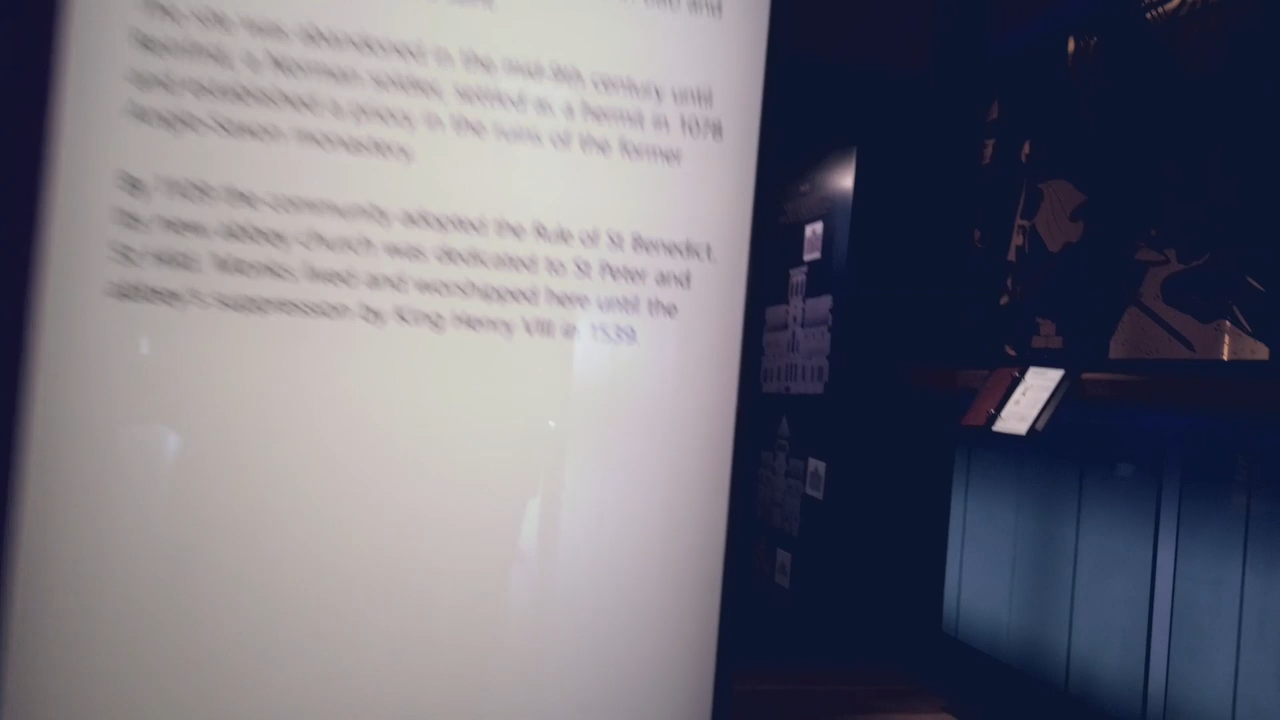 and
The site was abandoned in the mid-9th century until
Reinfrid, a Norman soldier, settled as a hermit in 1078
and established a priory in the ruins of the former
Anglo-Saxon monastery.
By the community adopted the Rule of St Benedict.
Its new abbey church was dedicated to St Peter and
St Hild. Monks lived and worshipped here until the
abbey's suppression by King Henry VIII in 1539.